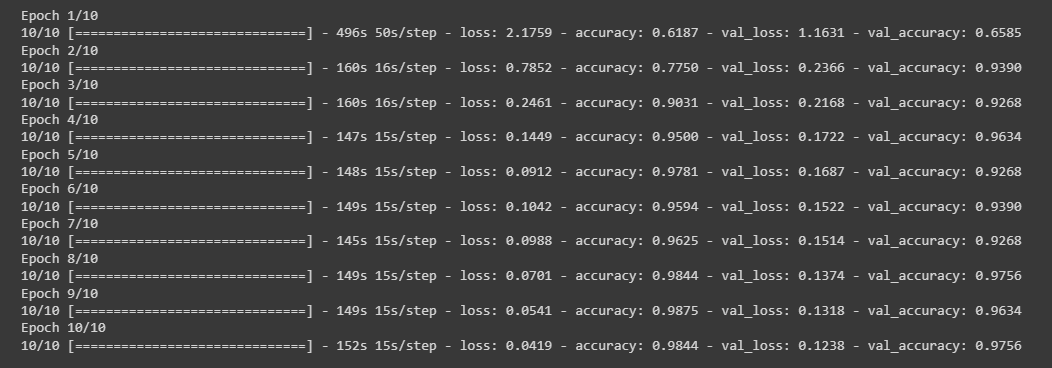 Epoch 1/10
10/10 [==============================] - 496s 50s/step - loss: 2.1759 - accuracy: 0.6187 - val_loss: 1.1631 - val_accuracy: 0.6585
Epoch 2/10
10/10 [==============================] - 160s 16s/step - loss: 0.7852 - accuracy: 0.7750 - val_loss: 0.2366 - val_accuracy: 0.9390
Epoch 3/10
10/10 [==============================] - 160s 16s/step - loss: 0.2461 - accuracy: 0.9031 - val_loss: 0.2168 - val_accuracy: 0.9268
Epoch 4/10
10/10 [==============================] - 147s 15s/step - loss: 0.1449 - accuracy: 0.9500 - val_loss: 0.1722 - val_accuracy: 0.9634
Epoch 5/10
10/10 [==============================] - 148s 15s/step - loss: 0.0912 - accuracy: 0.9781 - val_loss: 0.1687 - val_accuracy: 0.9268
Epoch 6/10
10/10 [==============================] - 149s 15s/step - loss: 0.1042 - accuracy: 0.9594 - val_loss: 0.1522 - val_accuracy: 0.9390
Epoch 7/10
10/10 [==============================] - 145s 15s/step - loss: 0.0988 - accuracy: 0.9625 - val_loss: 0.1514 - val_accuracy: 0.9268
Epoch 8/10
10/10 [==============================] - 149s 15s/step - loss: 0.0701 - accuracy: 0.9844 - val_loss: 0.1374 - val_accuracy: 0.9756
Epoch 9/10
10/10 [==============================] - 149s 15s/step - loss: 0.0541 - accuracy: 0.9875 - val_loss: 0.1318 - val_accuracy: 0.9634
Epoch 10/10
10/10 [==============================] - 152s 15s/step - loss: 0.0419 - accuracy: 0.9844 - val_loss: 0.1238 - val_accuracy: 0.9756